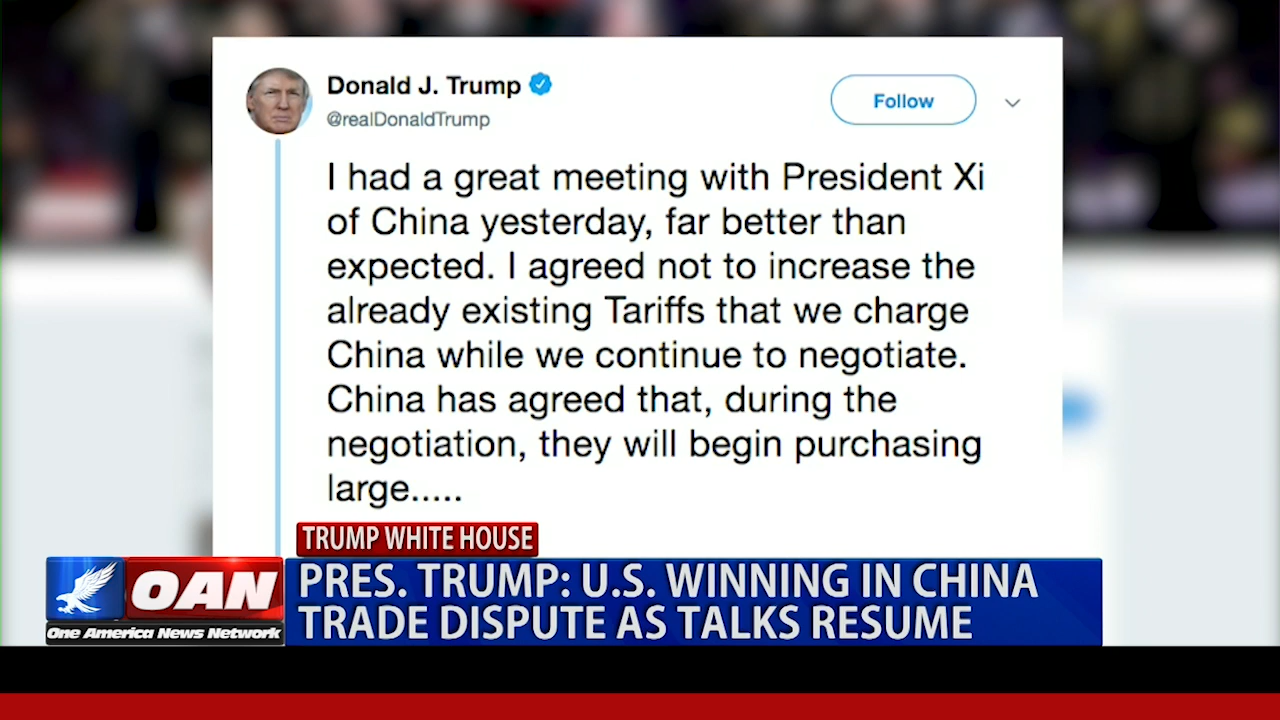 Donald J. Trump
@realDonaldTrump
Follow
I had a great meeting with President Xi
of China yesterday, far better than
expected. I agreed not to increase the
already existing Tariffs that we charge
China while we continue to negotiate.
China has agreed that, during the
negotiation, they will begin purchasing
large.....
TRUMP WHITE HOUSE
OAN
One America News Network
PRES. TRUMP: U.S. WINNING IN CHINA
TRADE DISPUTE AS TALKS RESUME